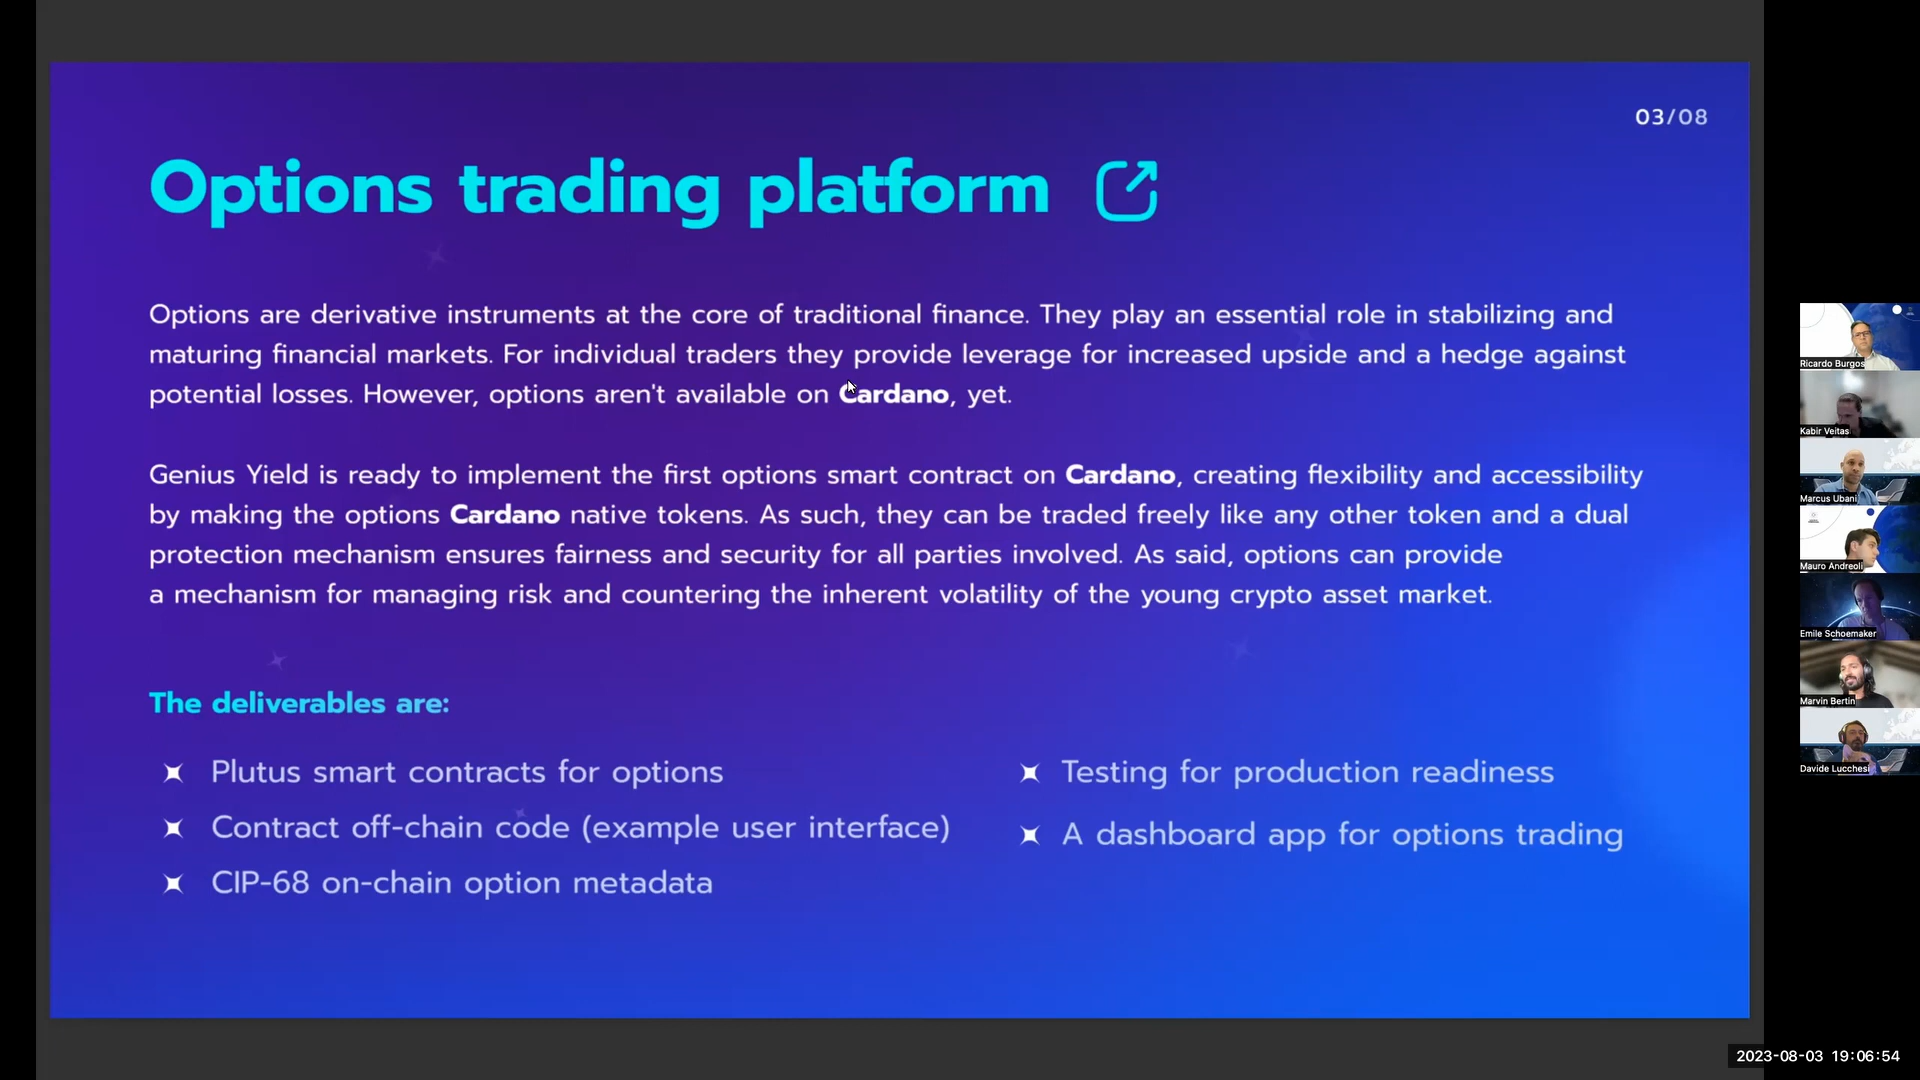 03/08
Options trading platform
Options are derivative instruments at the core of traditional finance. They play an essential role in stabilizing and
maturing financial markets. For individual traders they provide leverage for increased upside and a hedge against
potential losses. However, options aren't available on Cardano, yet.
Genius Yield is ready to implement the first options smart contract on Cardano, creating flexibility and accessibility
by making the options Cardano native tokens. As such, they can be traded freely like any other token and a dual
protection mechanism ensures fairness and security for all parties involved. As said, options can provide
a mechanism for managing risk and countering the inherent volatility of the young crypto asset market.
The deliverables are:
Plutus smart contracts for options
Contract off-chain code (example user interface)
CIP-68 on-chain option metadata
Testing for production readiness
A dashboard app for options trading
Ricardo Burgos
Kabir Veitas
Marcus Ubani
Mauro Andreoli
Emile Schoemaker
Marvin Bertin
Davide Lucchesi
2023-08-03 19:06:54